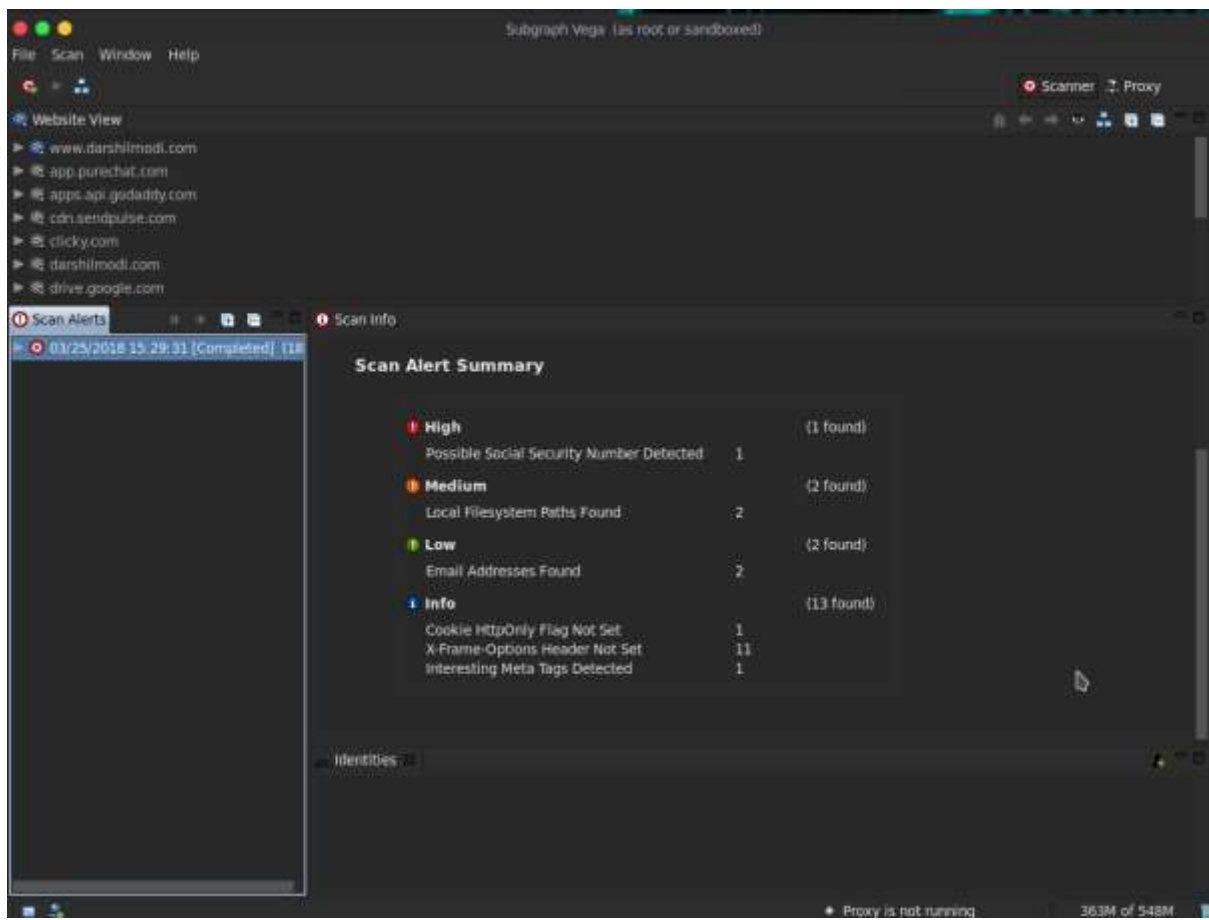 Subgraph Vega (as root or sandboxed)
File Scan Window Help
Scanner Proxy
Website View
www.darshilmodi.com
app.purechat.com
apps.api.godaddy.com
cdn.sendpulse.com
clicky.com
darshilmodi.com
drive.google.com
Scan Alerts
Scan Info
03/25/2018 15:29:31 [Completed] (18
Scan Alert Summary
High (1 found)
Possible Social Security Number Detected 1
Medium (2 found)
Local Filesystem Paths Found 2
Low (2 found)
Email Addresses Found 2
Info (13 found)
Cookie HttpOnly Flag Not Set 1
X-Frame-Options Header Not Set 11
Interesting Meta Tags Detected 1
Identities
Proxy is not running 363M of 548M